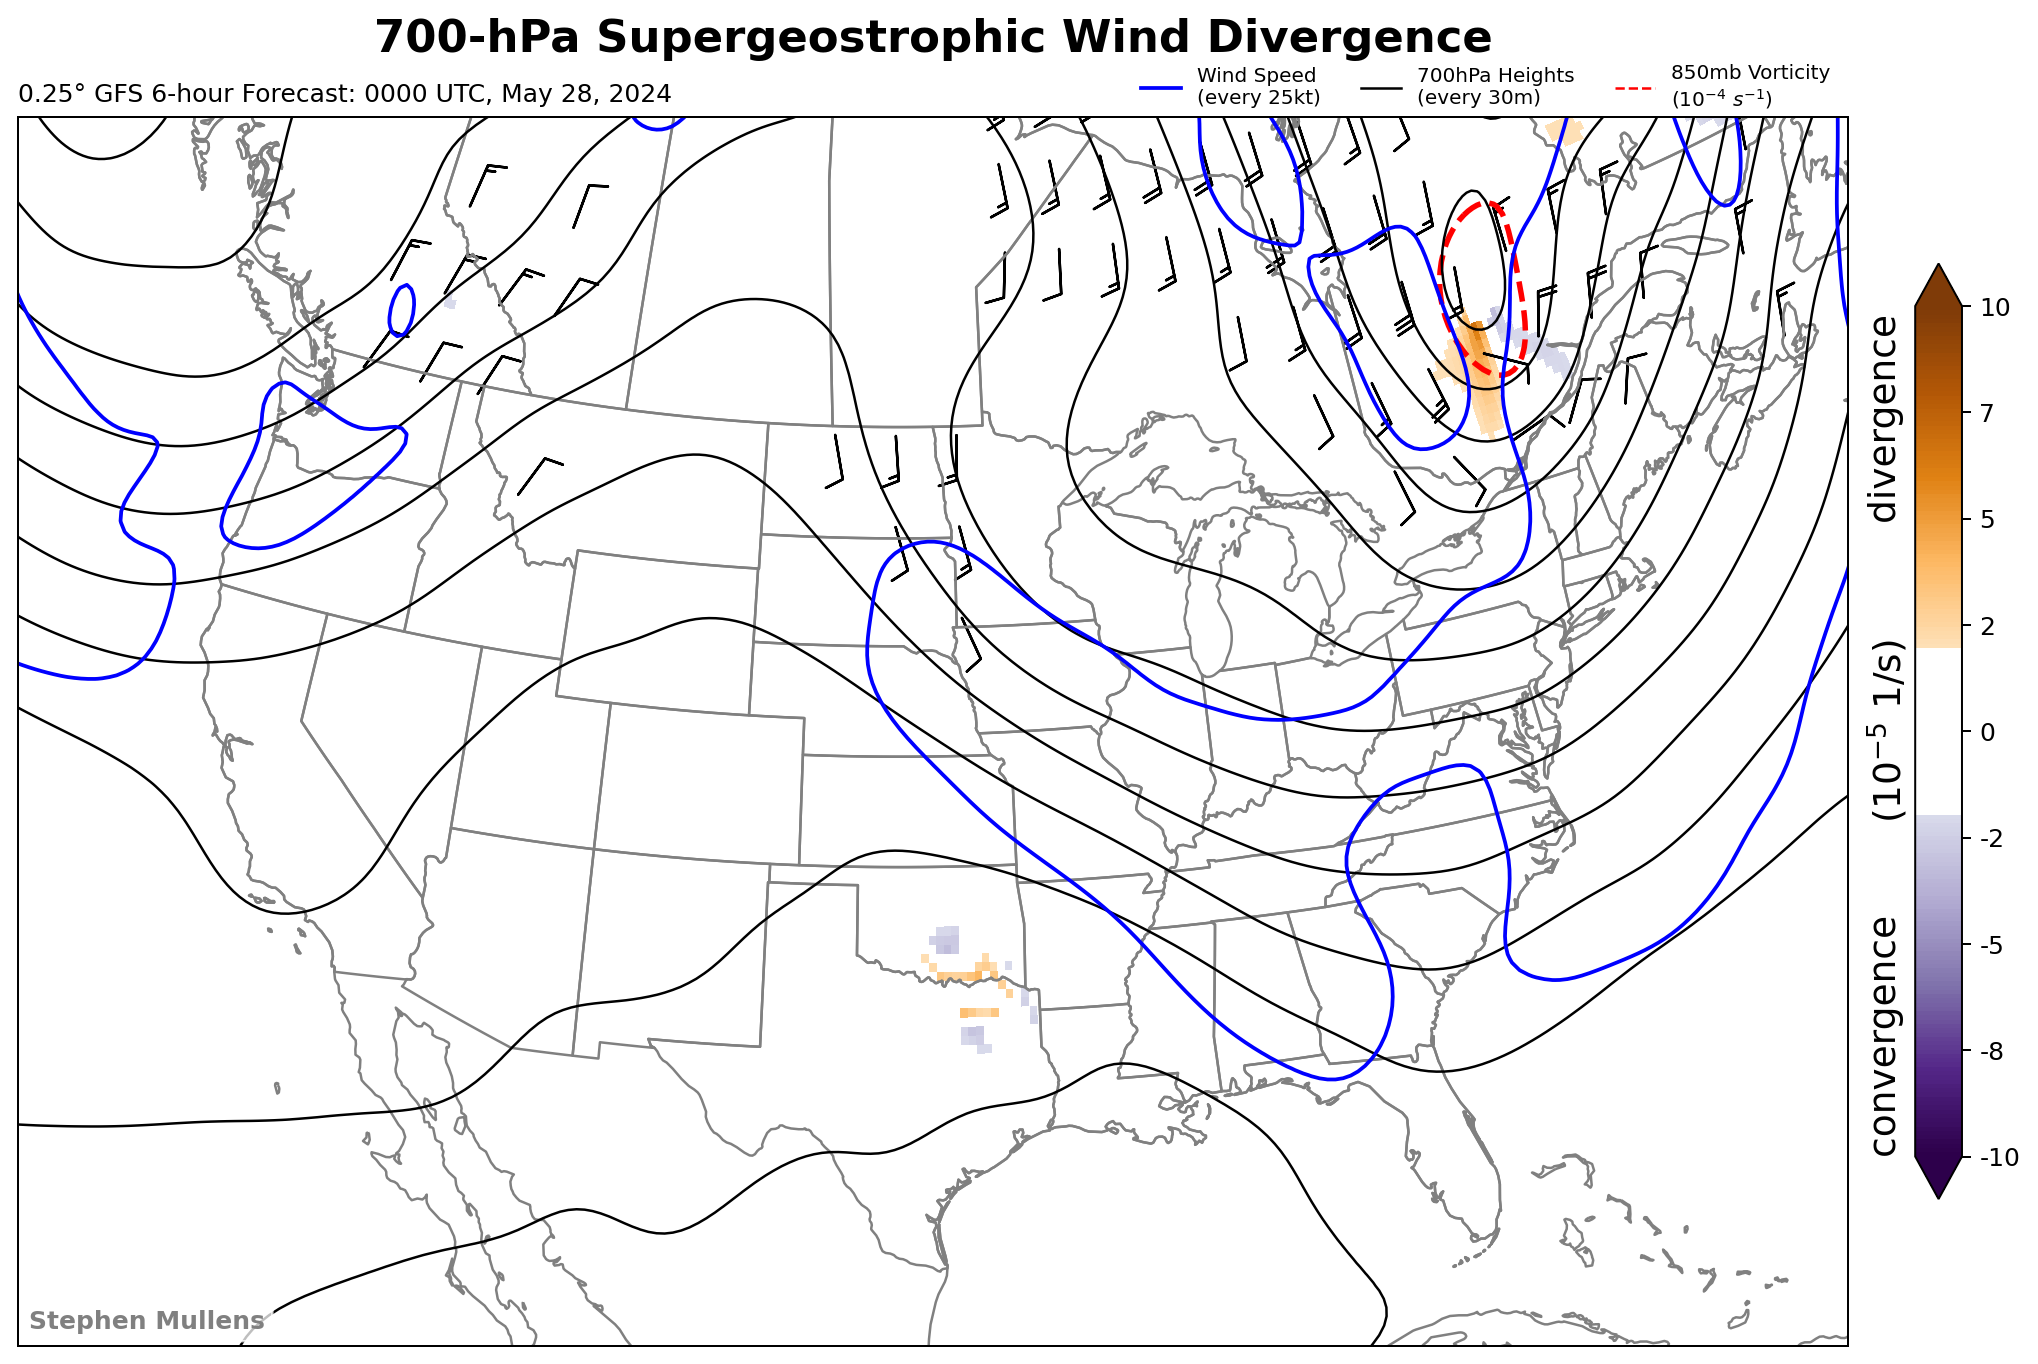 700-hPa Supergeostrophic Wind Divergence
0.25° GFS 6-hour Forecast: 0000 UTC, May 28, 2024
Wind Speed
(every 25kt)
700hPa Heights
(every 30m)
850mb Vorticity
(10⁻⁴ s⁻¹)
10
7
5
2
0
-2
-5
-8
-10
convergence (10⁻⁵ 1/s) divergence
Stephen Mullens